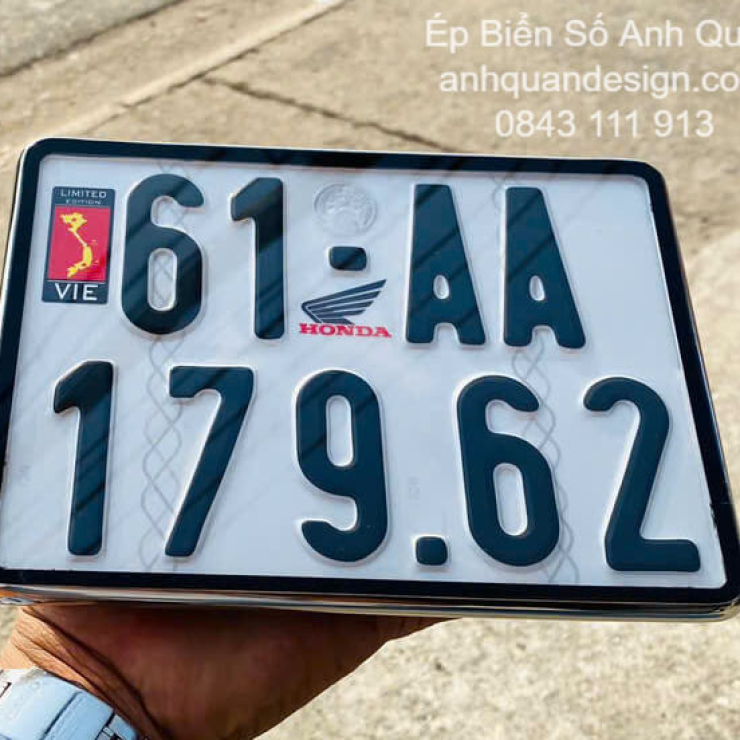 Ép Biển Số Anh Qu
anhquandesign.co
0843 111 913
LIMITED
EDITION
VIE
61-AA
HONDA
179.62